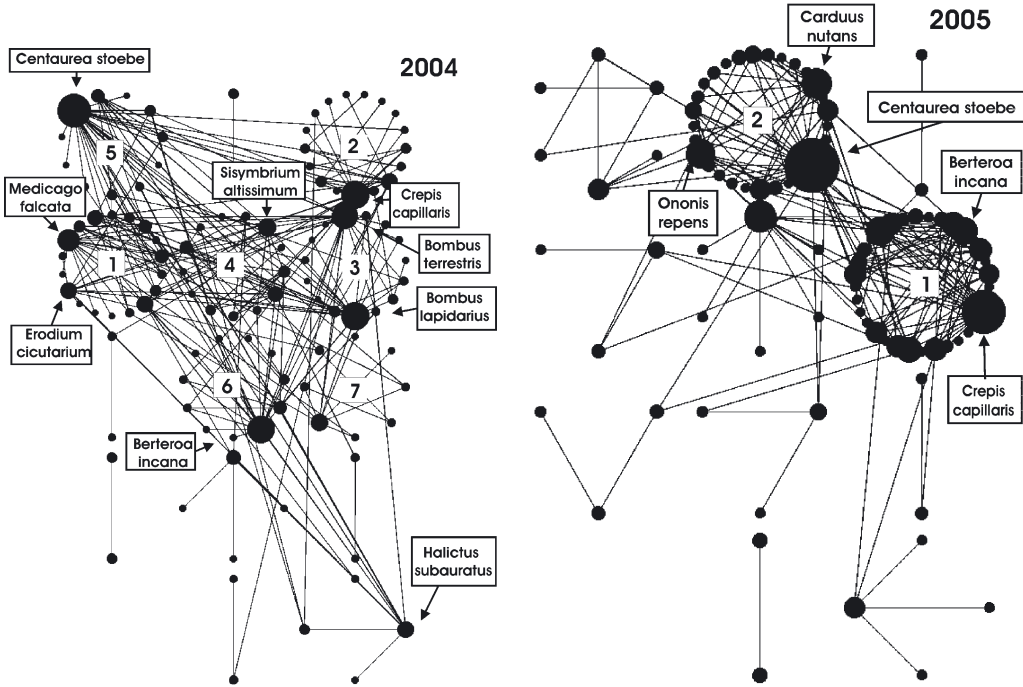 2004
Centaurea stoebe
5
2
Sisymbrium
altissimum
Medicago
falcata
Crepis
capillaris
Bombus
terrestris
1
4
3
Bombus
lapidarius
Erodium
cicutarium
6
7
Berteroa
incana
Halictus
subauratus
2005
Carduus
nutans
2
Centaurea stoebe
Berteroa
incana
Ononis
repens
1
Crepis
capillaris